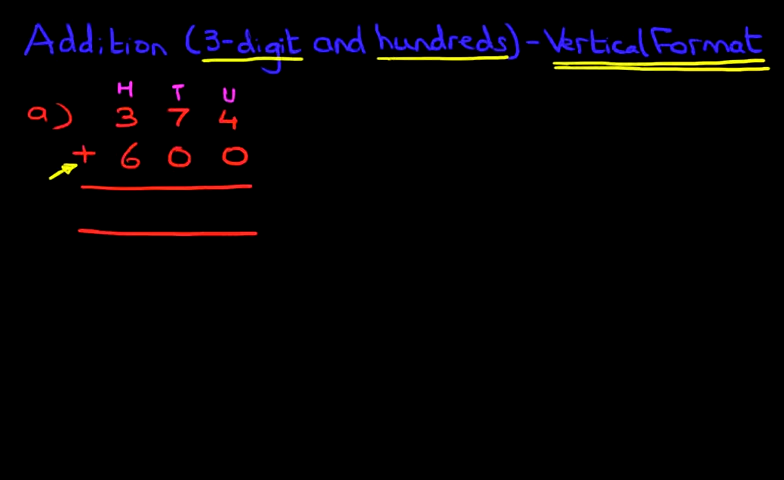 Addition (3-digit and hundreds) - Vertical Format
H T U
a) 3 7 4
+ 6 0 0